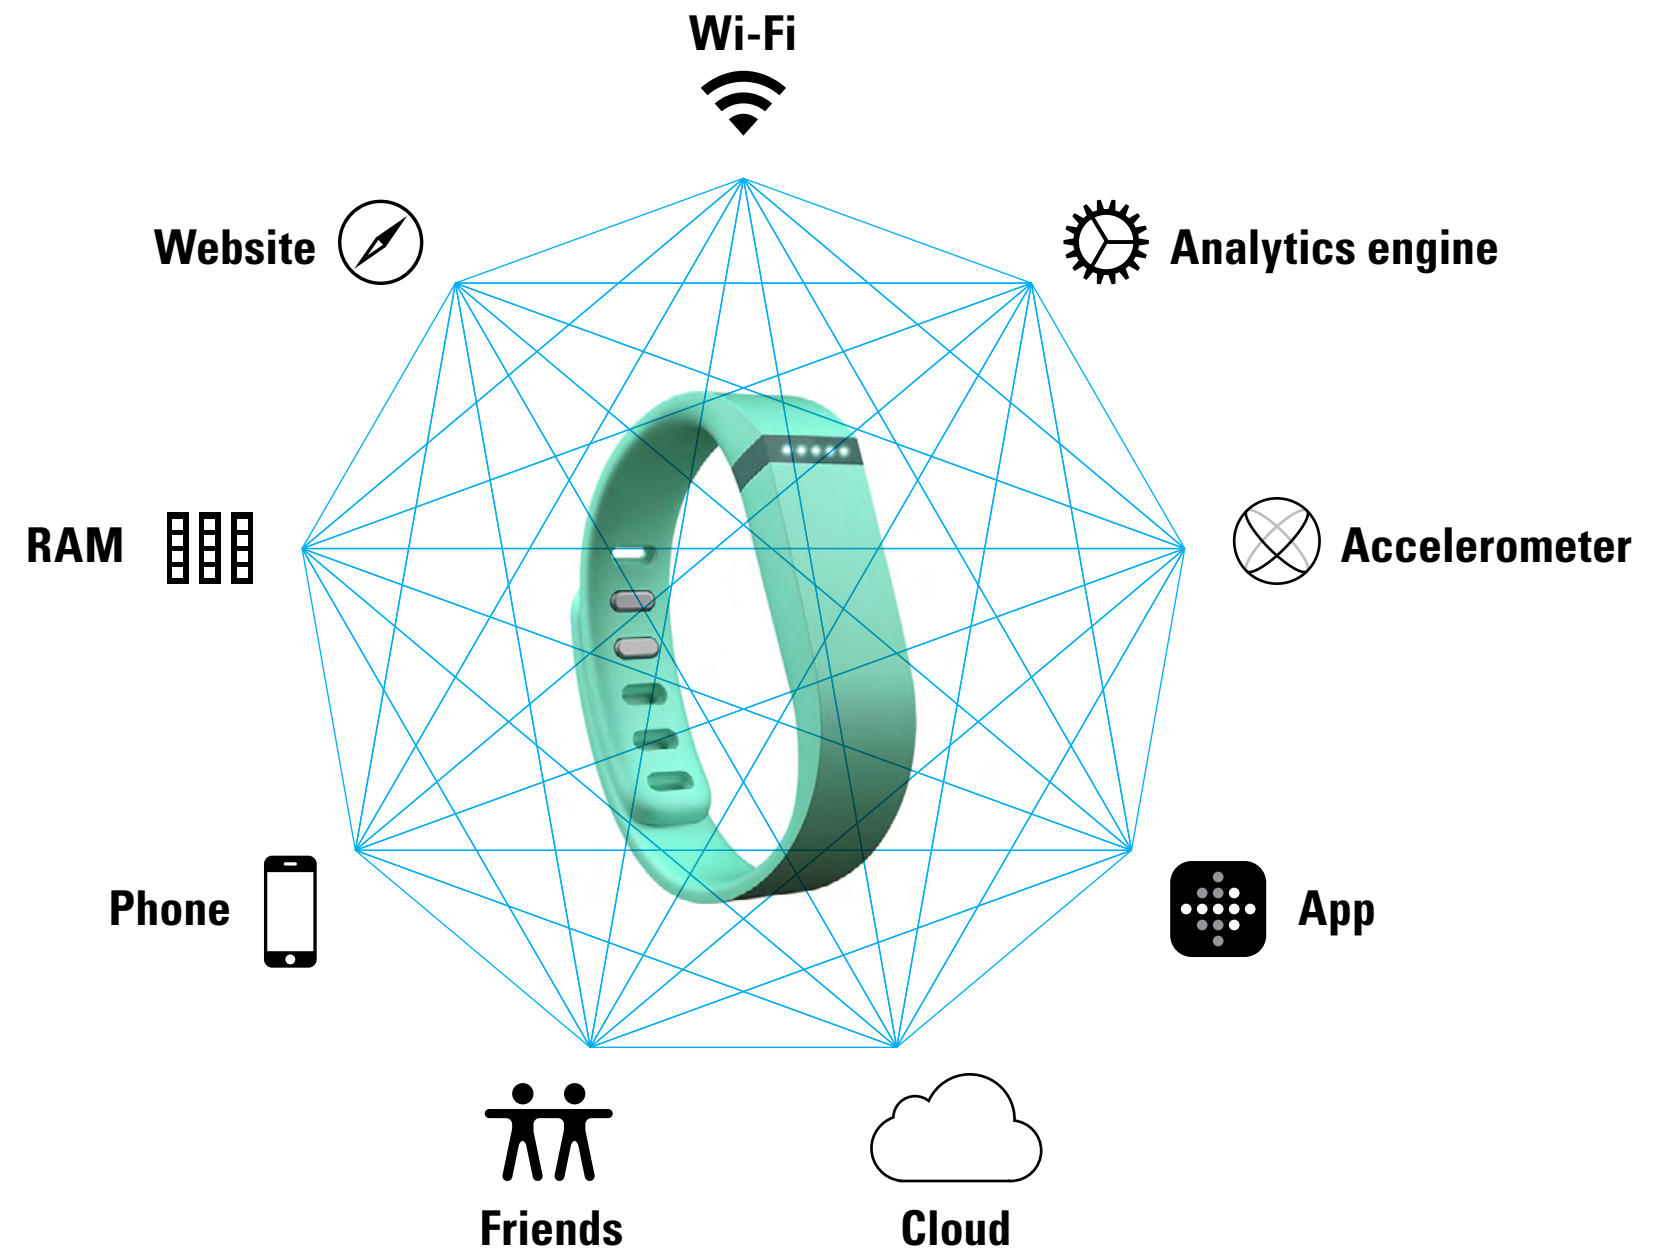 Wi-Fi
Website
Analytics engine
RAM
Accelerometer
Phone
App
Friends
Cloud